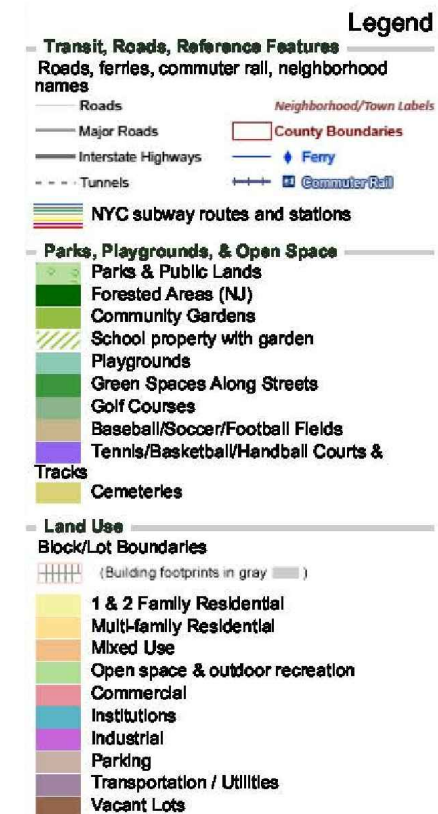 Legend
Transit, Roads, Reference Features
Roads, ferries, commuter rail, neighborhood
names
Roads
Neighborhood/Town Labels
Major Roads
County Boundaries
Interstate Highways
Ferry
Tunnels
Commuter Rail
NYC subway routes and stations
Parks, Playgrounds, & Open Space
Parks & Public Lands
Forested Areas (NJ)
Community Gardens
School property with garden
Playgrounds
Green Spaces Along Streets
Golf Courses
Baseball/Soccer/Football Fields
Tennis/Basketball/Handball Courts &
Tracks
Cemeteries
Land Use
Block/Lot Boundaries
(Building footprints in gray )
1 & 2 Family Residential
Multi-family Residential
Mixed Use
Open space & outdoor recreation
Commercial
Institutions
Industrial
Parking
Transportation / Utilities
Vacant Lots